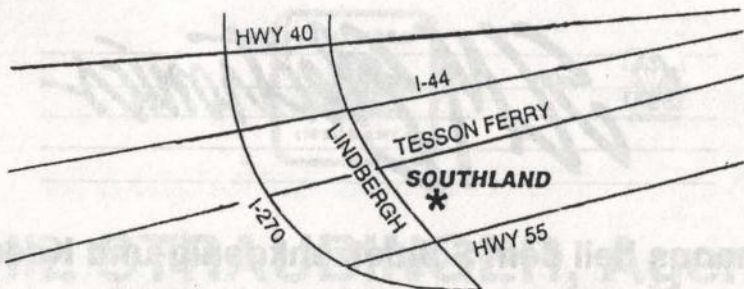 HWY 40
I-44
TESSON FERRY
LINDBERGH
SOUTHLAND
*
I-270
HWY 55